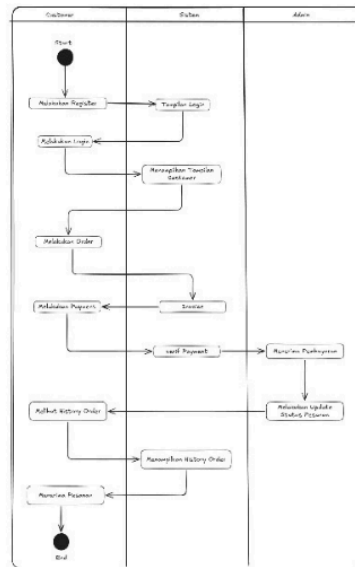 Customer
Sistem
Admin
Start
Melakukan Register
Tampilan Login
Melakukan Login
Menampilkan Tampilan
Customer
Melakukan Order
Invoice
Melakukan Payment
Verif Payment
Menerima Pembayaran
Melakukan Update
Status Pesanan
Melihat History Order
Menampilkan History Order
Menerima Pesanan
End